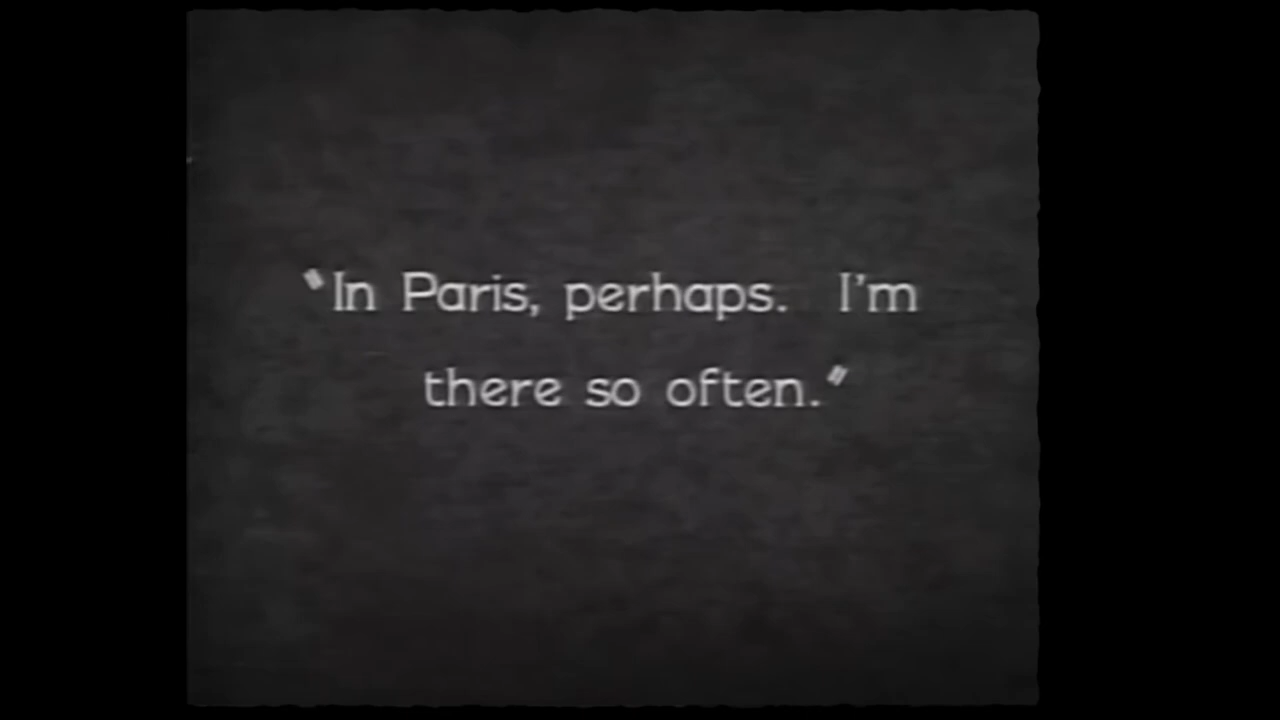 “In Paris, perhaps.  I’m
there so often.”